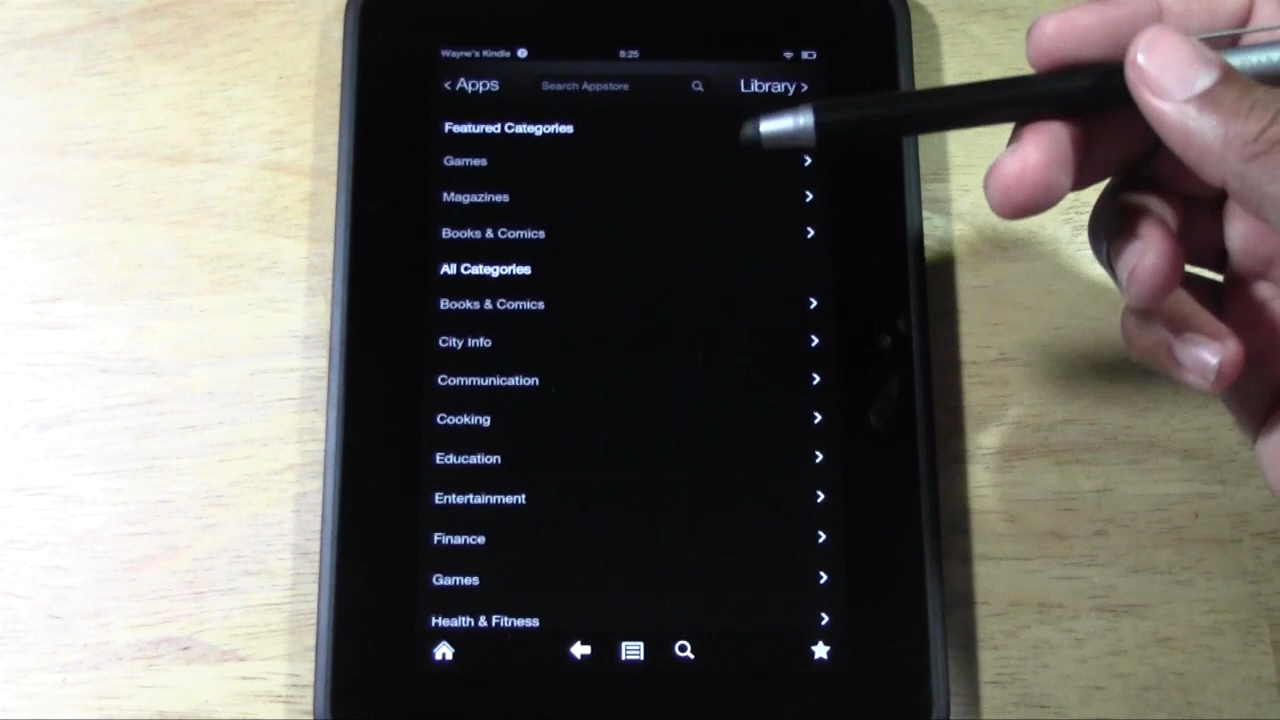 Wayne's Kindle 8:25
< Apps Search Appstore Library >
Featured Categories
Games
Magazines
Books & Comics
All Categories
Books & Comics
City Info
Communication
Cooking
Education
Entertainment
Finance
Games
Health & Fitness